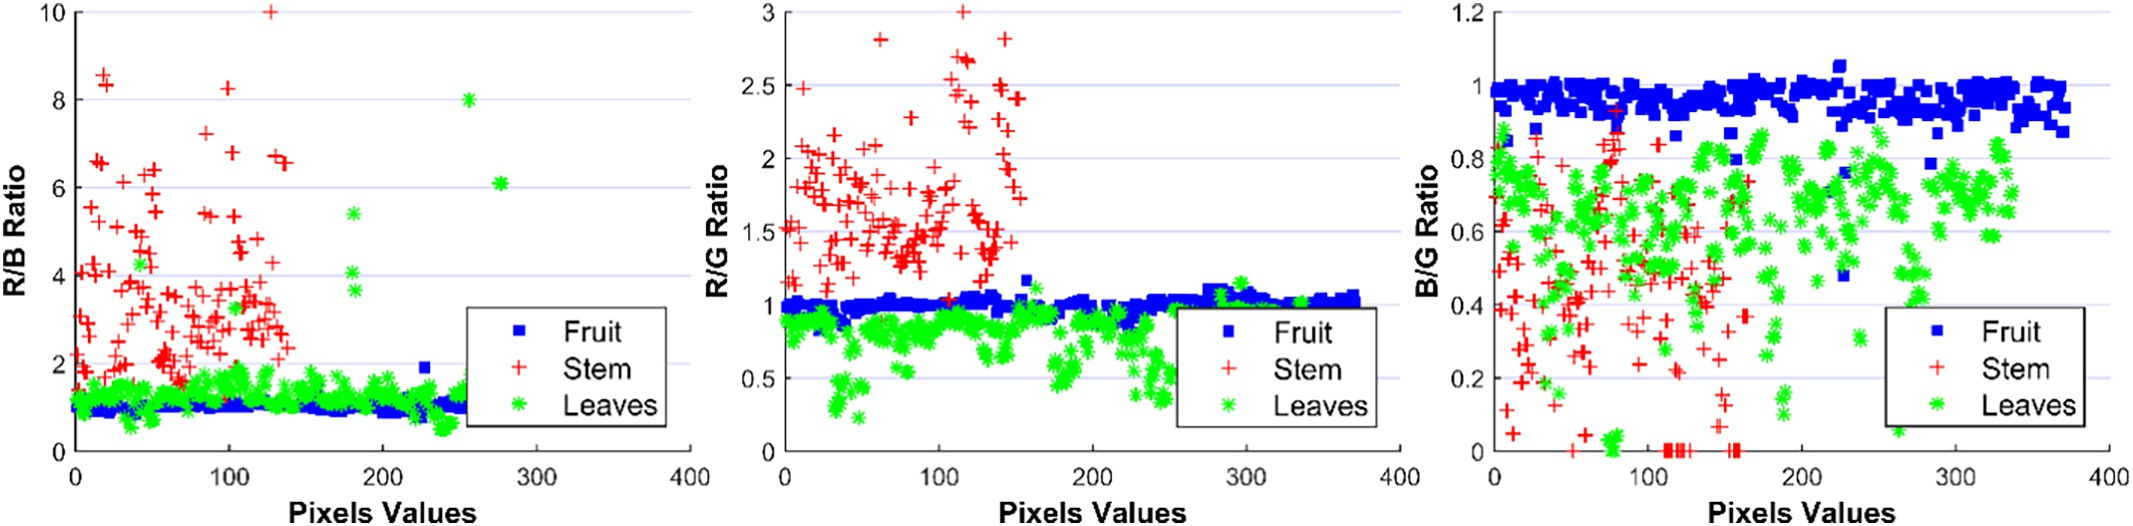 R/B Ratio
10
8
6
4
2
0
0 100 200 300 400
Pixels Values
Fruit
Stem
Leaves
R/G Ratio
3
2.5
2
1.5
1
0.5
0
0 100 200 300 400
Pixels Values
Fruit
Stem
Leaves
B/G Ratio
1.2
1
0.8
0.6
0.4
0.2
0
0 100 200 300 400
Pixels Values
Fruit
Stem
Leaves